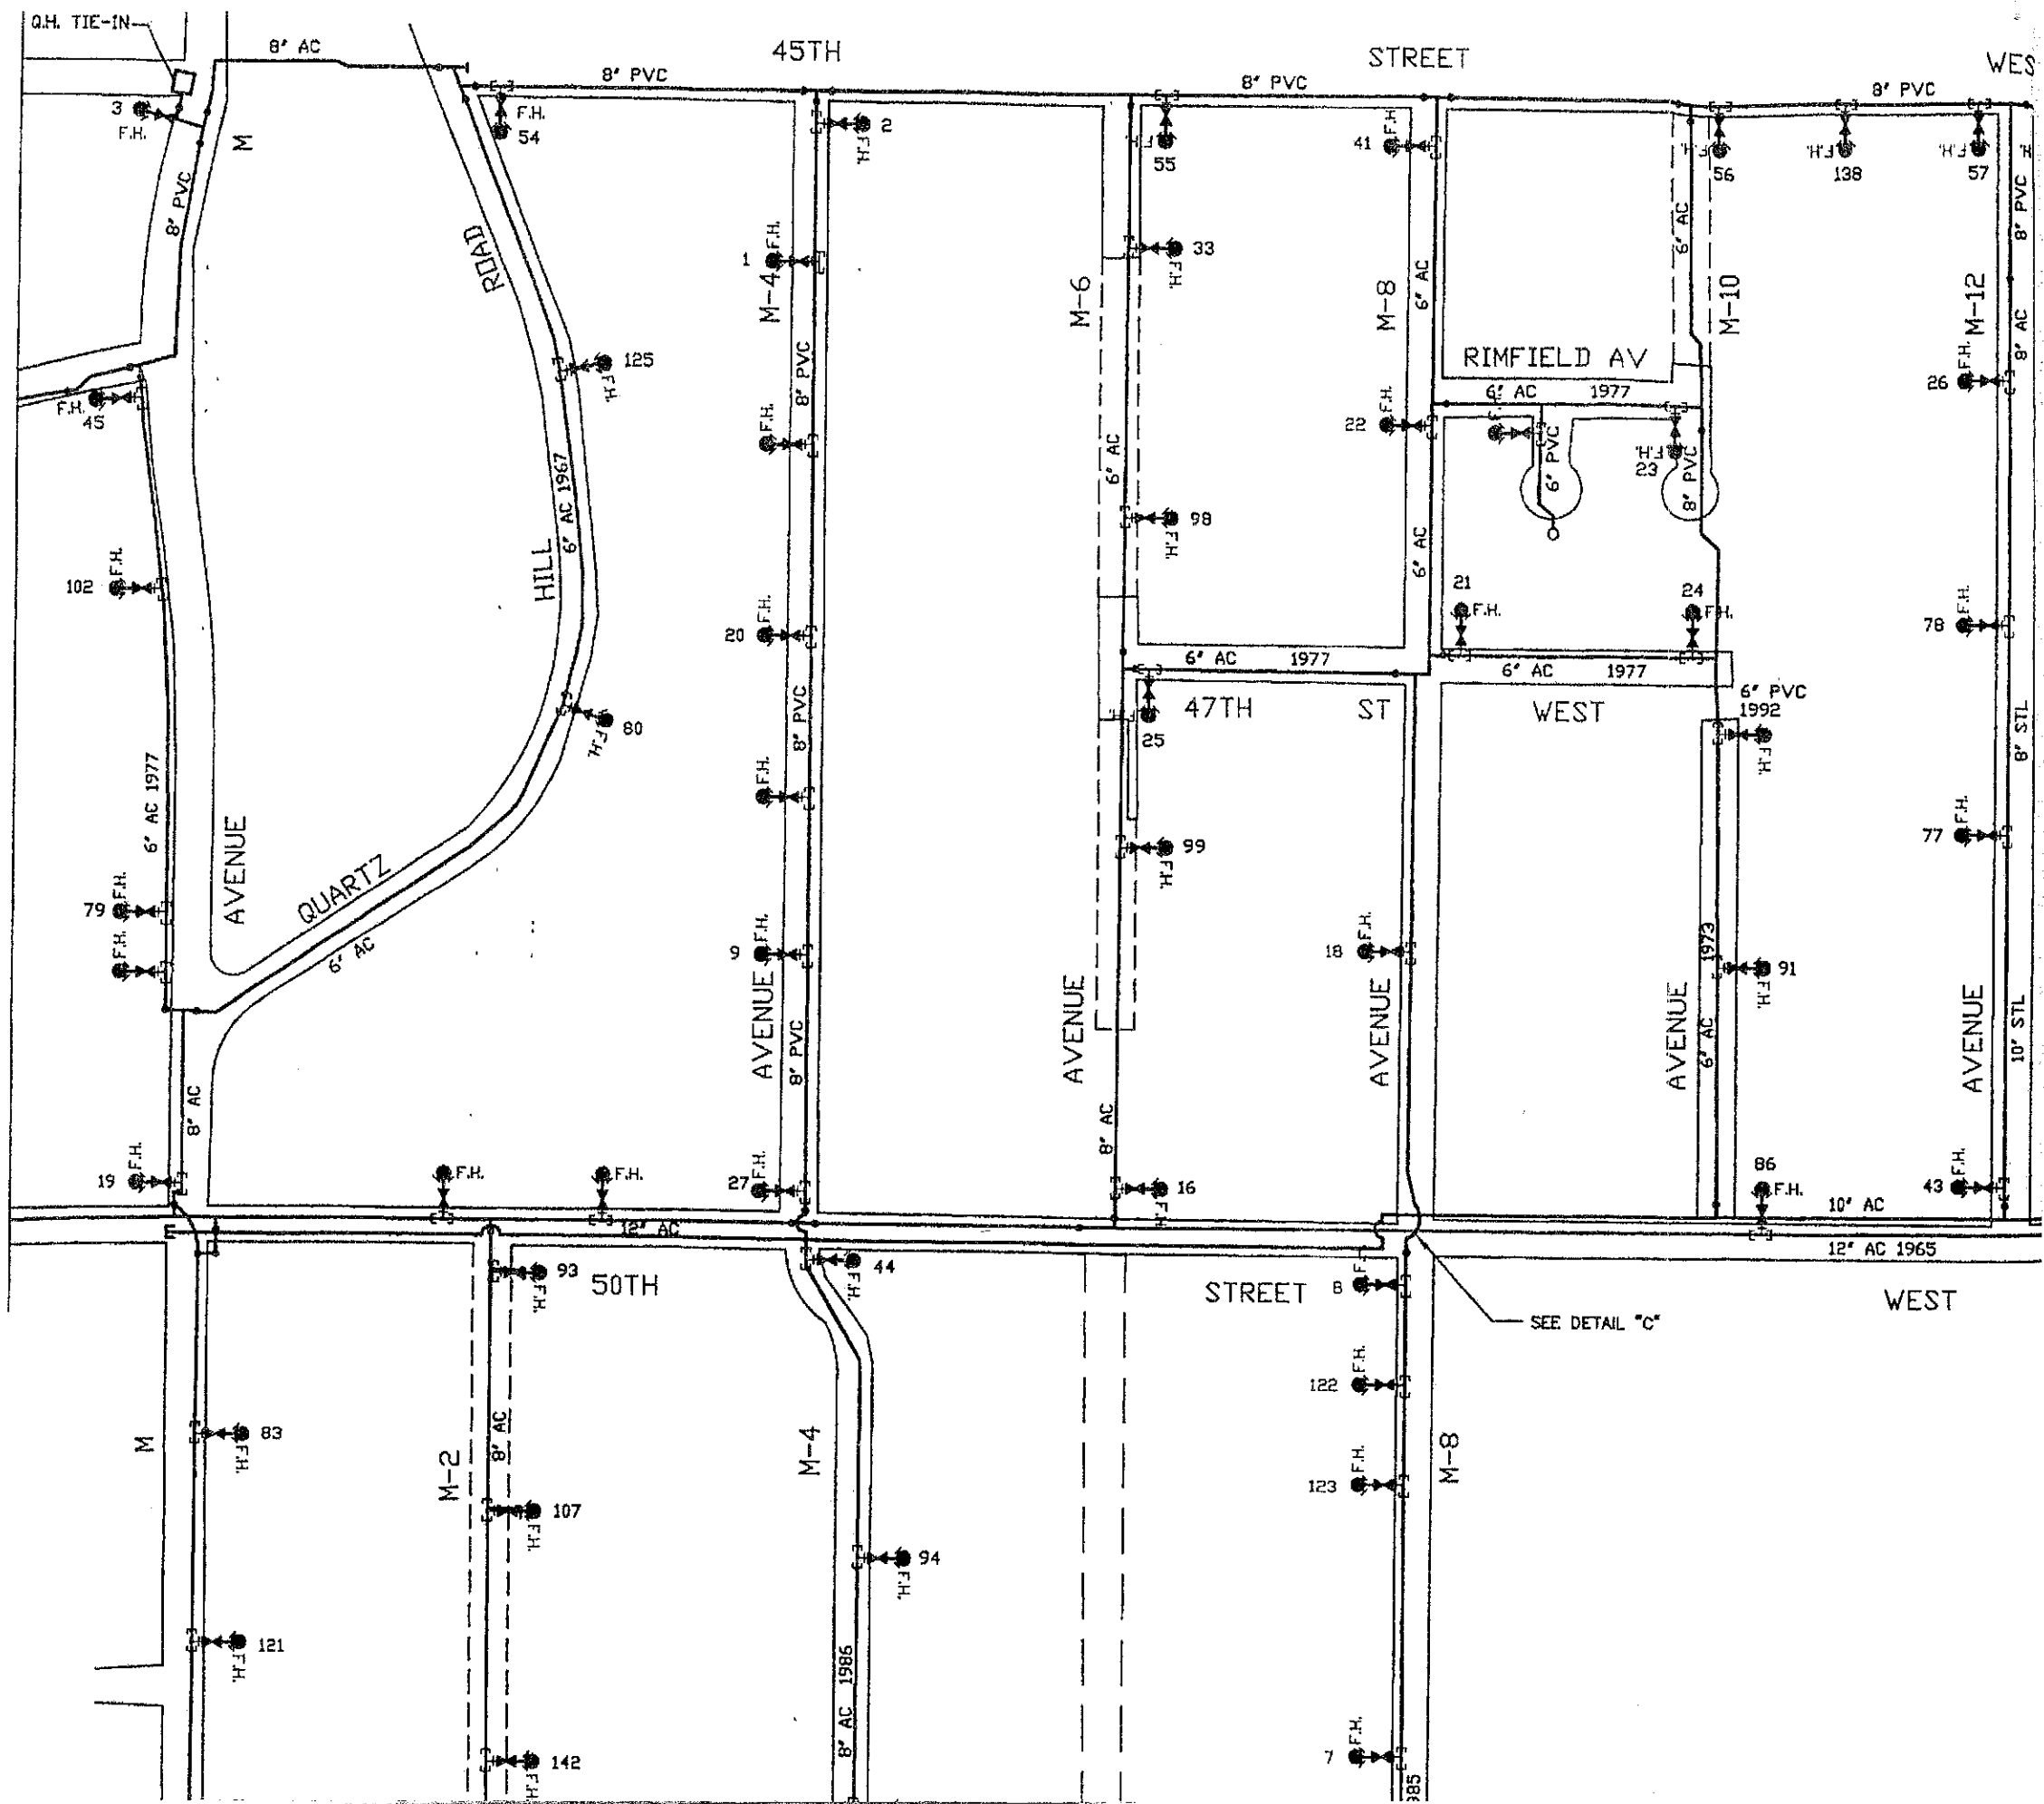 Q.H. TIE-IN
8" AC
45TH
STREET
WES
8" PVC
8" PVC
8" PVC
3
F.H.
M
F.H.
54
2
F.H.
F
55
41
F.H
F.H.
56
F.H.
138
F.H.
57
H
8" PVC
8" PVC
6" AC
ROAD
1
F.H.
M-4
M-6
33
F.H.
M-8
6" AC
M-10
M-12
8" AC
RIMFIELD AV
6" AC
1977
125
F.H.
F.H.
45
8" PVC
F.H.
26
F.H.
22
F.H.
F
6" PVC
F.H.
23
8" PVC
6" AC
6" AC 1967
98
F.H.
6" AC
HILL
102
F.H.
20
F.H.
21
F.H.
24
F.H.
78
F.H.
6" AC
1977
6" AC
1977
47TH
ST
WEST
25
6" PVC
1992
F.H.
80
F.H.
8" PVC
8" STL
F.H.
6" AC 1977
AVENUE
QUARTZ
6" AC
99
F.H.
77
F.H.
79
F.H.
F.H.
9
F.H.
18
F.H.
1973
91
F.H.
AVENUE
AVENUE
AVENUE
AVENUE
AVENUE
8" PVC
6" AC
10" STL
8" AC
8" AC
19
F.H.
F.H.
F.H.
27
F.H.
16
F.H
86
F.H.
43
F.H.
10" AC
12" AC
12" AC 1965
93
F.H.
50TH
44
F.H.
STREET
8
F
WEST
SEE DETAIL "C"
122
F.H.
M
83
F.H.
M-2
8" AC
M-4
M-8
123
F.H.
107
F.H.
94
F.H.
121
F.H.
8" AC 1986
142
F.H.
7
F.H.
985